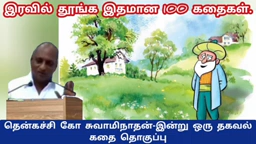 இரவில் தூங்க இதமான 100 கதைகள்.
தென்கச்சி கோ சுவாமிநாதன்-இன்று ஒரு தகவல்
கதை தொகுப்பு